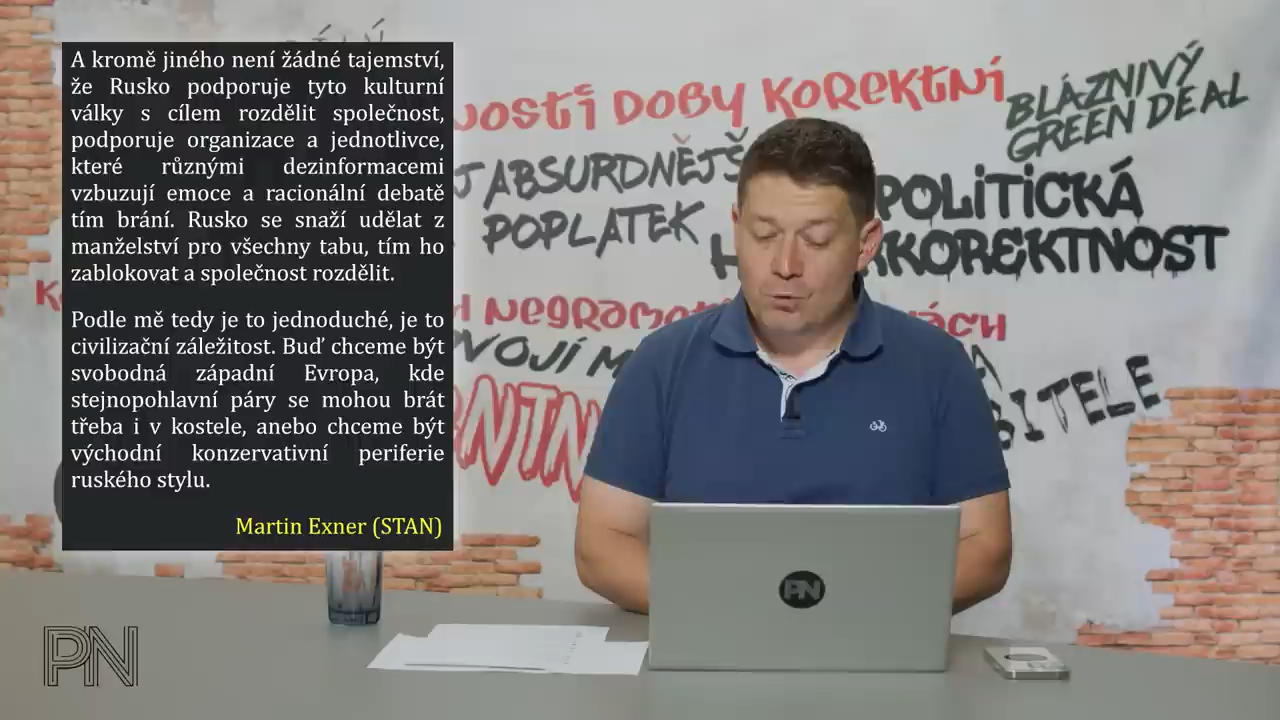 A kromě jiného není žádné tajemství,
že Rusko podporuje tyto kulturní
války s cílem rozdělit společnost,
podporuje organizace a jednotlivce,
které různými dezinformacemi
vzbuzují emoce a racionální debatě
tím brání. Rusko se snaží udělat z
manželství pro všechny tabu, tím ho
zablokovat a společnost rozdělit.
Podle mě tedy je to jednoduché, je to
civilizační záležitost. Buď chceme být
svobodná západní Evropa, kde
stejnopohlavní páry se mohou brát
třeba i v kostele, anebo chceme být
východní konzervativní periferie
ruského stylu.
Martin Exner (STAN)
DOBY KOREKTNÍ
BLÁZNIVÝ
GREEN DEAL
POPLATEK
POLITICKÁ
KOREKTNOST
PN
PN